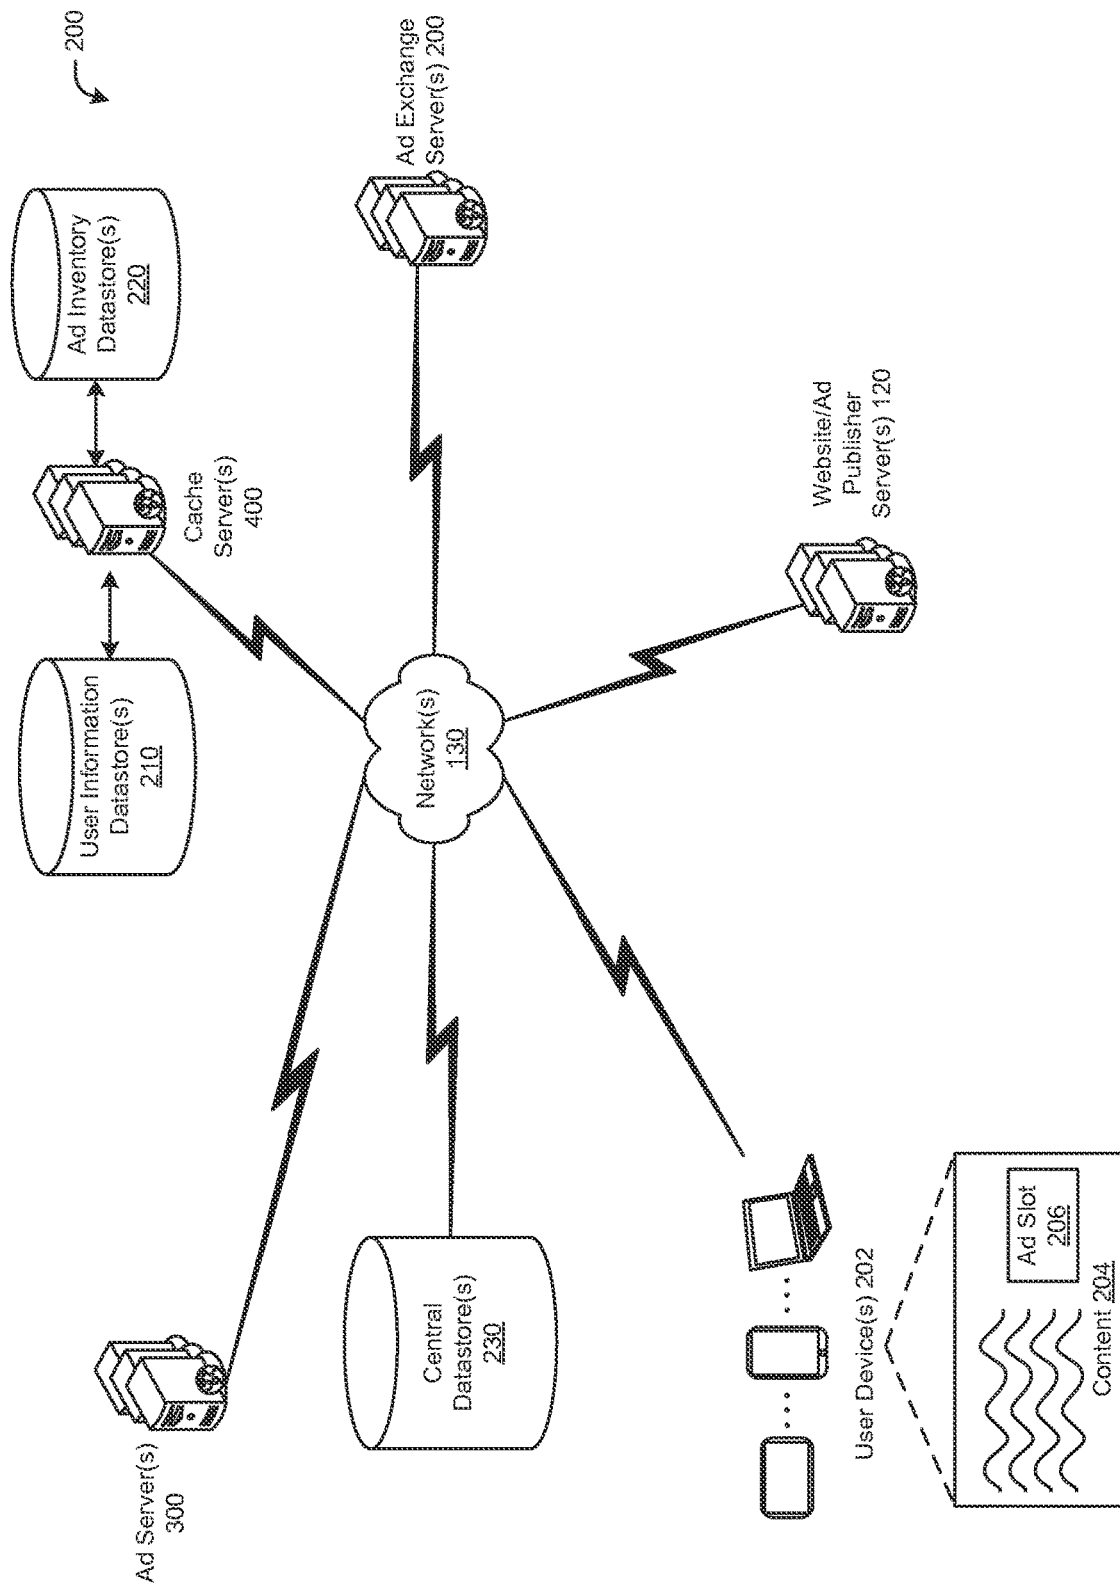 200
Ad Server(s)
300
User Information
Datastore(s)
210
Cache
Server(s)
400
Ad Inventory
Datastore(s)
220
Central
Datastore(s)
230
Network(s)
130
Ad Exchange
Server(s) 200
User Device(s) 202
Website/Ad
Publisher
Server(s) 120
Ad Slot
206
Content 204